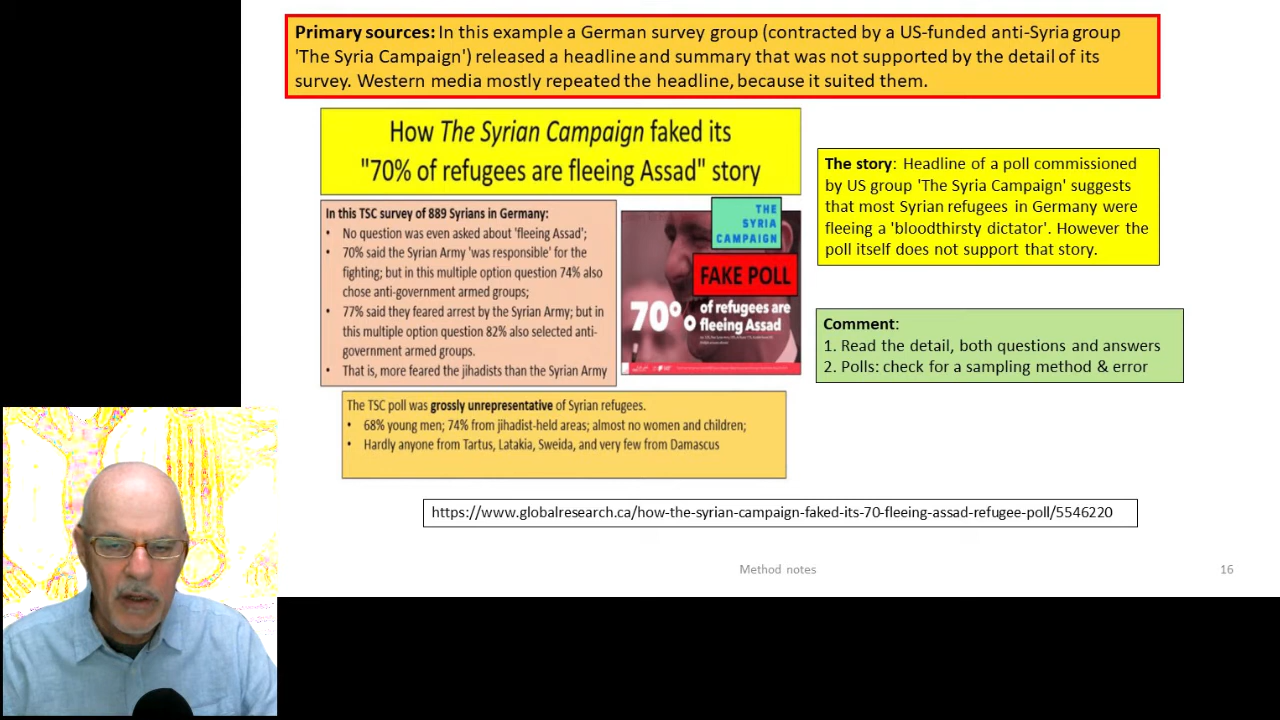 Primary sources: In this example a German survey group (contracted by a US-funded anti-Syria group
'The Syria Campaign') released a headline and summary that was not supported by the detail of its
survey. Western media mostly repeated the headline, because it suited them.
How The Syrian Campaign faked its
"70% of refugees are fleeing Assad" story
In this TSC survey of 889 Syrians in Germany:
• No question was even asked about 'fleeing Assad';
• 70% said the Syrian Army 'was responsible' for the
fighting; but in this multiple option question 74% also
chose anti-government armed groups;
• 77% said they feared arrest by the Syrian Army; but in
this multiple option question 82% also selected anti-
government armed groups.
• That is, more feared the jihadists than the Syrian Army
THE
SYRIA
CAMPAIGN
FAKE POLL
70% of refugees are
fleeing Assad
The TSC poll was grossly unrepresentative of Syrian refugees.
• 68% young men; 74% from jihadist-held areas; almost no women and children;
• Hardly anyone from Tartus, Latakia, Sweida, and very few from Damascus
The story: Headline of a poll commissioned
by US group 'The Syria Campaign' suggests
that most Syrian refugees in Germany were
fleeing a 'bloodthirsty dictator'. However the
poll itself does not support that story.
Comment:
1. Read the detail, both questions and answers
2. Polls: check for a sampling method & error
https://www.globalresearch.ca/how-the-syrian-campaign-faked-its-70-fleeing-assad-refugee-poll/5546220
Method notes
16